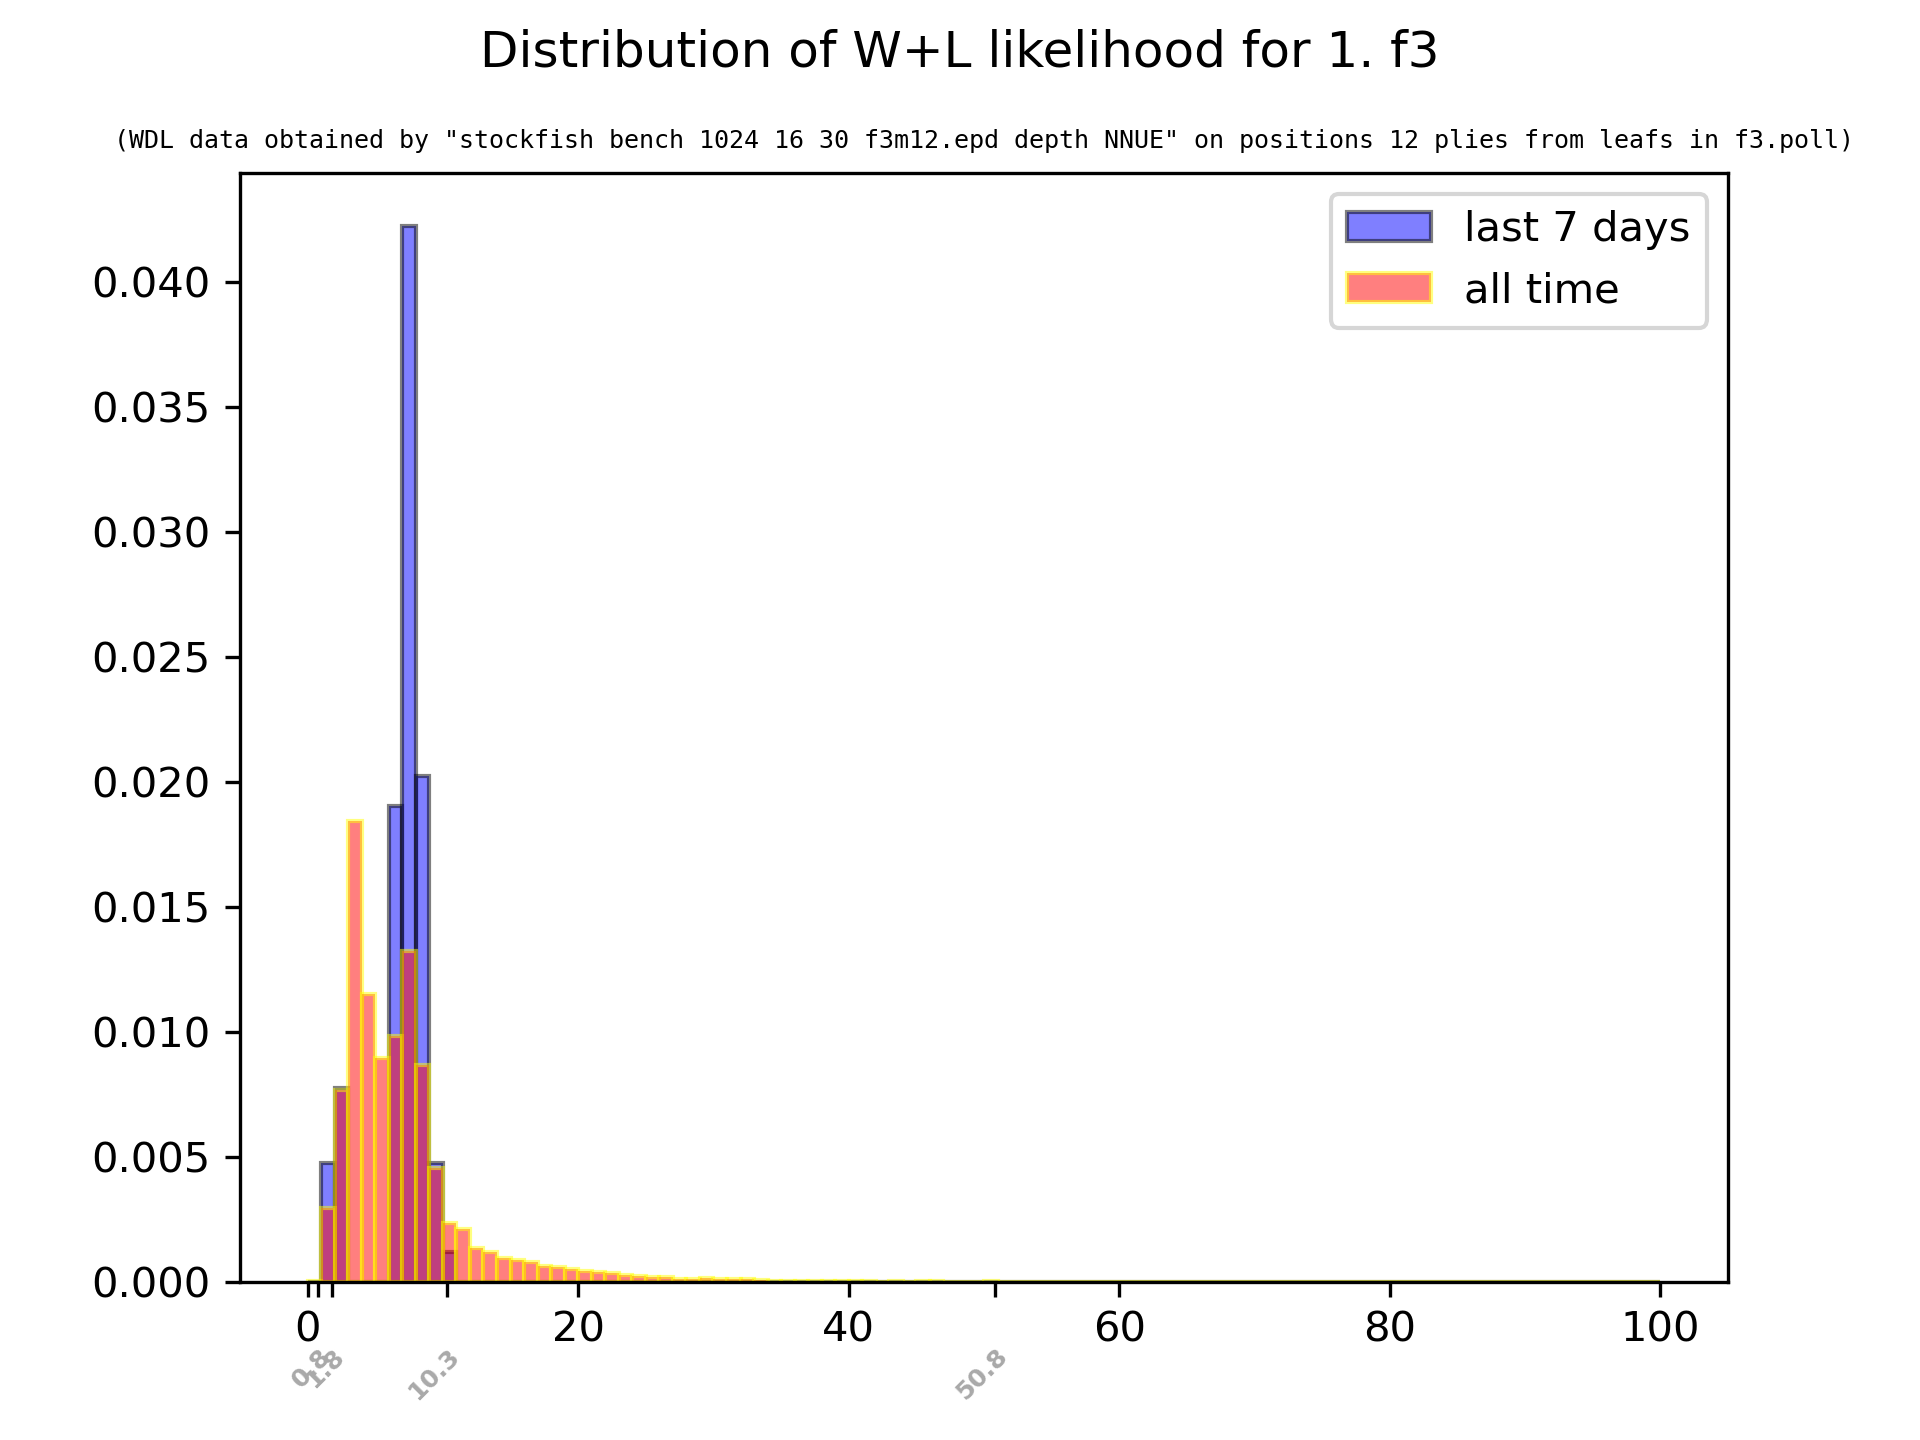 Distribution of W+L likelihood for 1. f3
(WDL data obtained by "stockfish bench 1024 16 30 f3m12.epd depth NNUE" on positions 12 plies from leafs in f3.poll)
last 7 days
all time
0.040
0.035
0.030
0.025
0.020
0.015
0.010
0.005
0.000
0 20 40 60 80 100
0.8 1.8 10.3 50.8